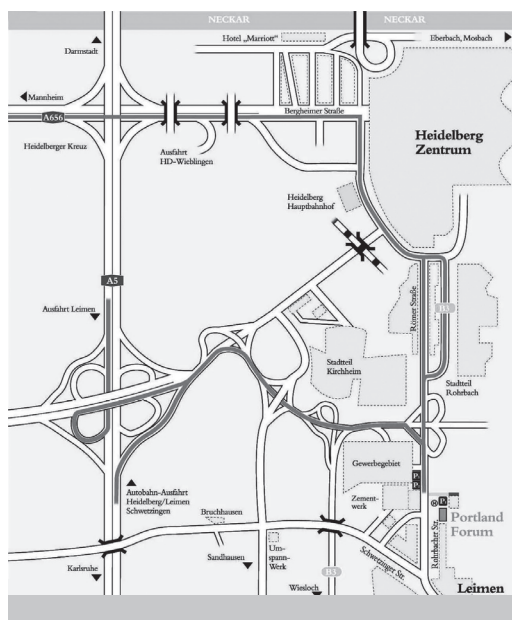 NECKAR
NECKAR
Darmstadt
Hotel „Marriott"
Eberbach, Mosbach
Mannheim
A656
Bergheimer Straße
Heidelberg
Zentrum
Heidelberger Kreuz
Ausfahrt
HD-Wieblingen
Heidelberg
Hauptbahnhof
A5
Ausfahrt Leimen
Römer Straße
B3
Stadtteil
Kirchheim
Stadtteil
Rohrbach
Gewerbegebiet
P
P
Autobahn-Ausfahrt
Heidelberg/Leimen
Schwetzingen
Zement-
werk
P
Portland
Forum
Rohrbacher Str.
Bruchhausen
Sandhausen
Um-
spann-
Werk
Schwetzinger Str.
Karlsruhe
B3
Wiesloch
Leimen